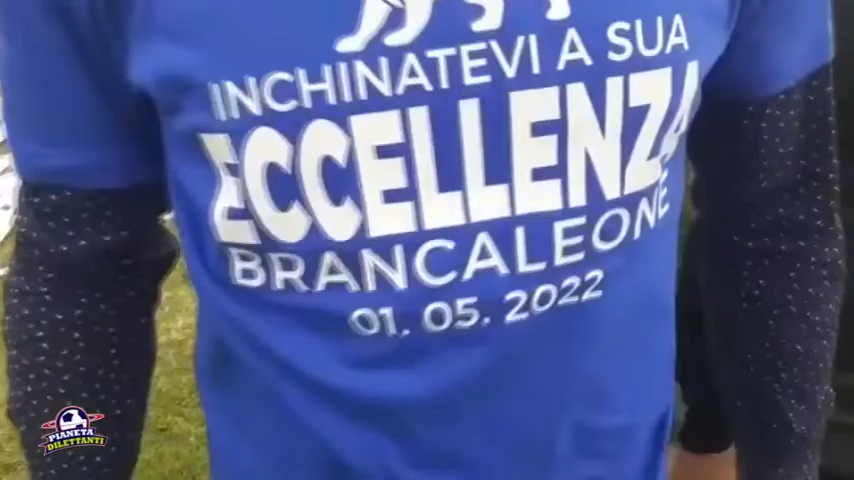 INCHINATEVI A SUA
ECCELLENZA
BRANCALEONE
01. 05. 2022
PIANETA
DILETTANTI